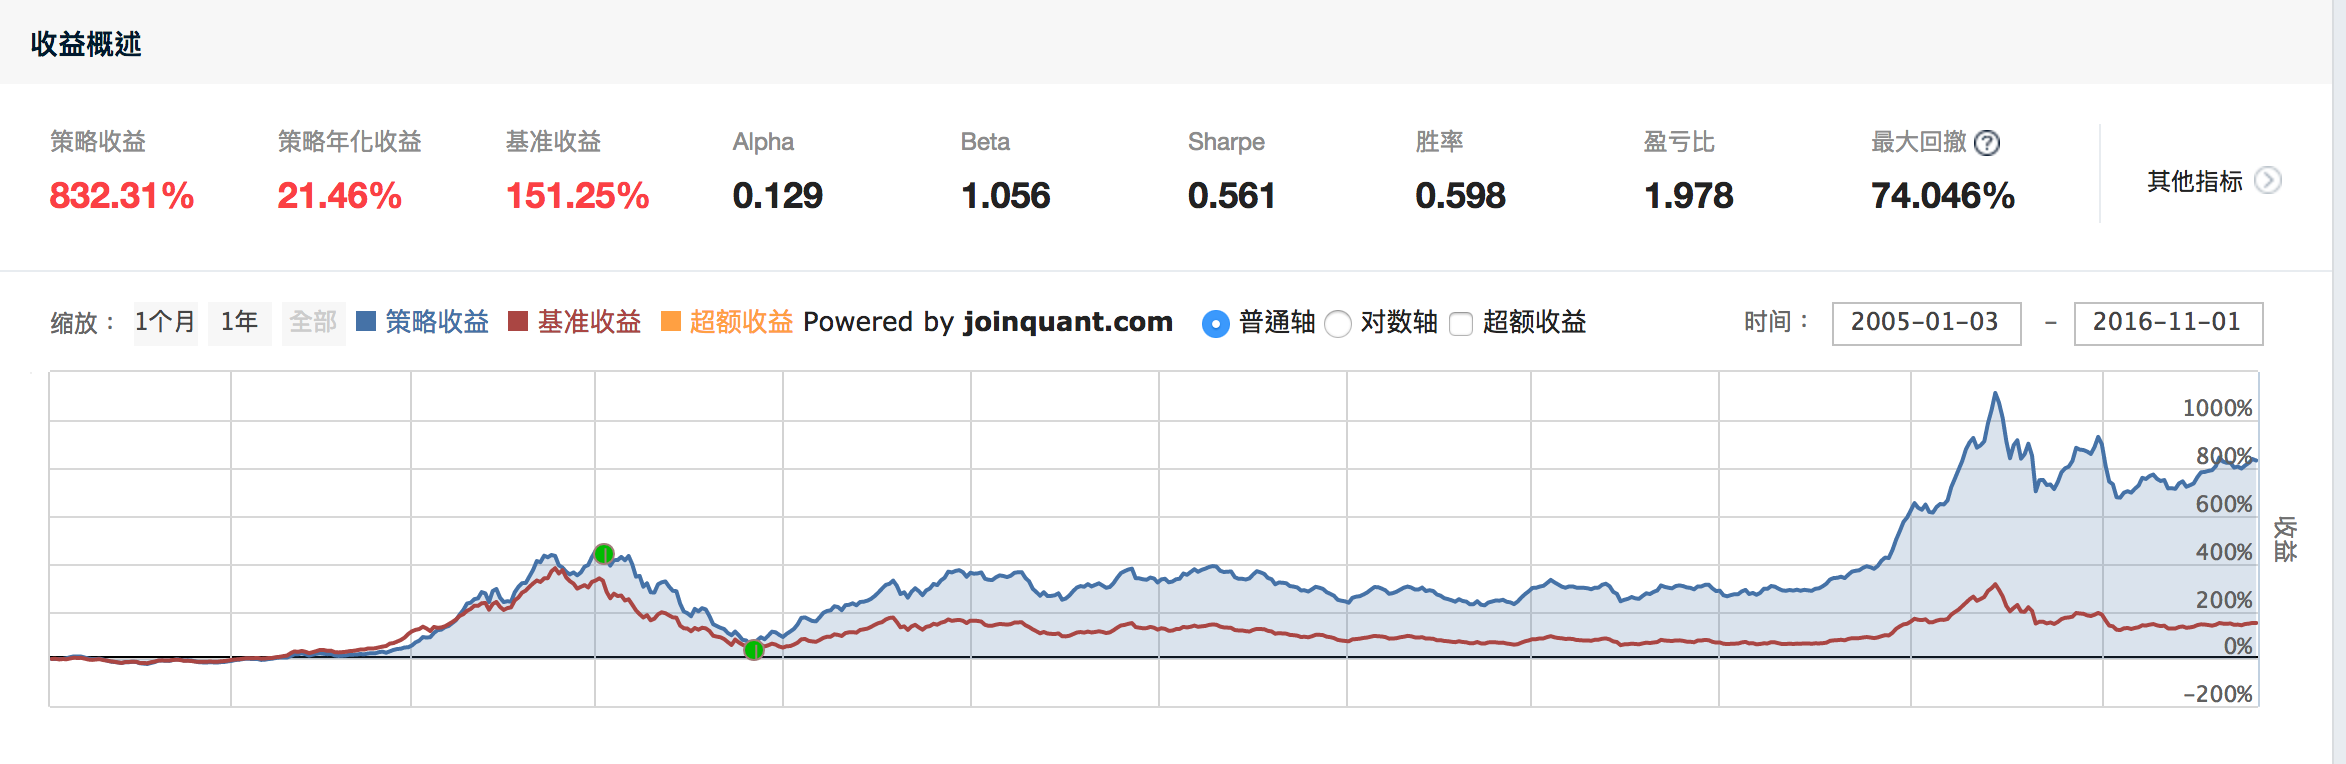 收益概述
策略收益 策略年化收益 基准收益 Alpha Beta Sharpe 胜率 盈亏比 最大回撤 ?
832.31% 21.46% 151.25% 0.129 1.056 0.561 0.598 1.978 74.046% 其他指标
缩放： 1个月 1年 全部 策略收益 基准收益 超额收益 Powered by joinquant.com 普通轴 对数轴 超额收益 时间： 2005-01-03 – 2016-11-01
1000%
800%
600%
400%
200%
0%
-200%
收益